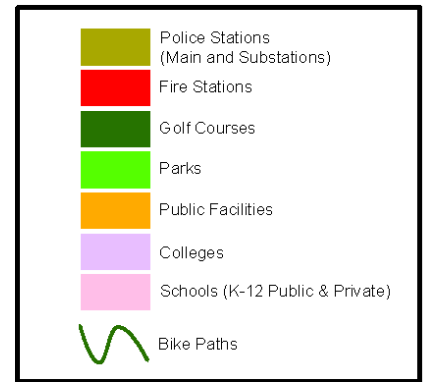 Police Stations
(Main and Substations)
Fire Stations
Golf Courses
Parks
Public Facilities
Colleges
Schools (K-12 Public & Private)
Bike Paths